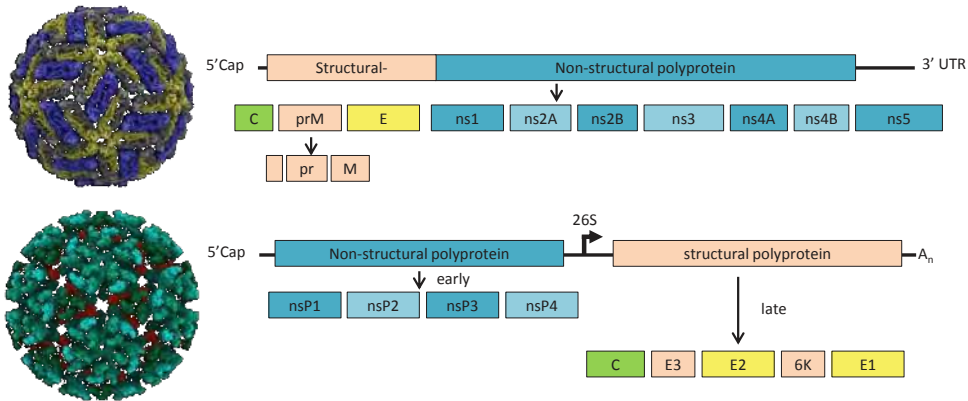 5'Cap Structural- Non-structural polyprotein 3' UTR
C prM E ns1 ns2A ns2B ns3 ns4A ns4B ns5
pr M
26S
5'Cap Non-structural polyprotein structural polyprotein An
early
nsP1 nsP2 nsP3 nsP4
late
C E3 E2 6K E1